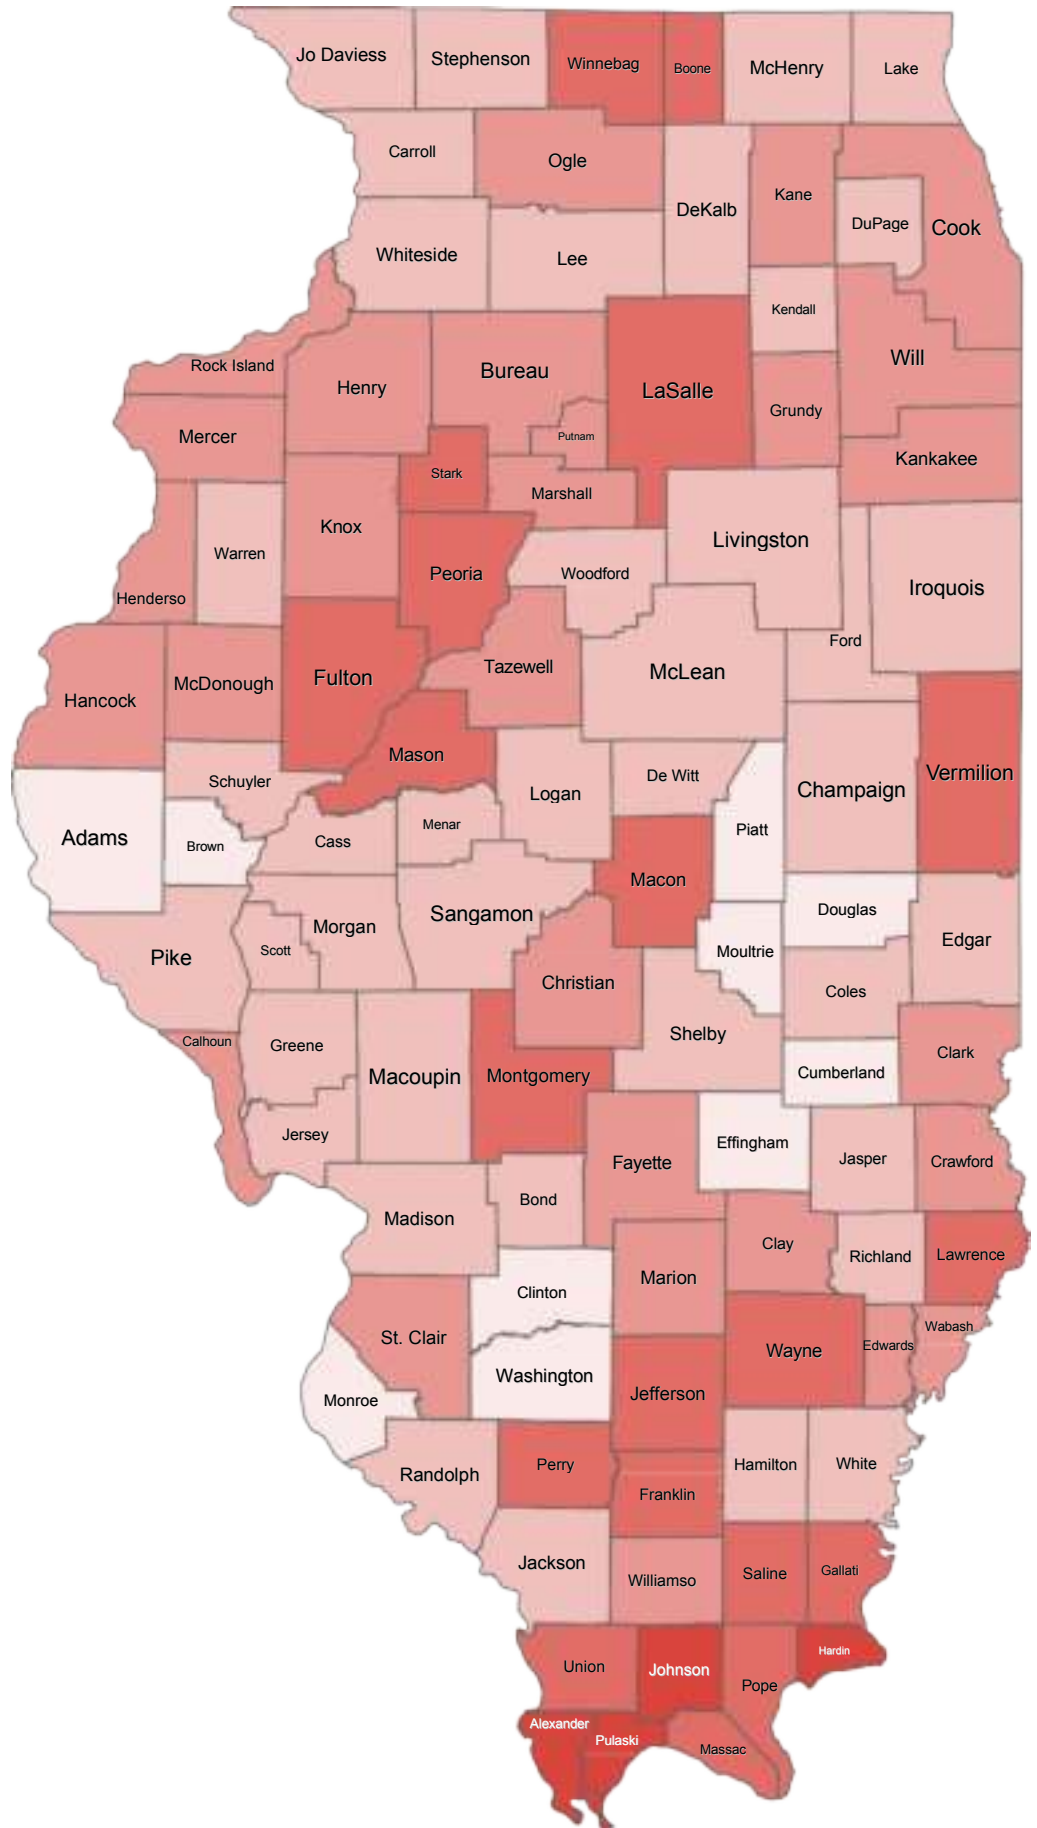 Jo Daviess
Stephenson
Winnebag
Boone
McHenry
Lake
Carroll
Ogle
DeKalb
Kane
DuPage
Cook
Whiteside
Lee
Kendall
Rock Island
Henry
Bureau
LaSalle
Will
Grundy
Mercer
Putnam
Kankakee
Stark
Marshall
Knox
Warren
Livingston
Peoria
Woodford
Iroquois
Henderso
Ford
Tazewell
McLean
Fulton
McDonough
Hancock
Mason
Vermilion
Schuyler
De Witt
Logan
Champaign
Menar
Piatt
Adams
Brown
Cass
Macon
Douglas
Sangamon
Morgan
Edgar
Scott
Moultrie
Pike
Christian
Coles
Shelby
Calhoun
Greene
Clark
Macoupin
Montgomery
Cumberland
Jersey
Effingham
Fayette
Jasper
Crawford
Bond
Madison
Clay
Richland
Lawrence
Marion
Clinton
Wabash
St. Clair
Edwards
Wayne
Washington
Jefferson
Monroe
Perry
Hamilton
White
Randolph
Franklin
Jackson
Williamso
Saline
Gallati
Hardin
Union
Johnson
Pope
Alexander
Pulaski
Massac